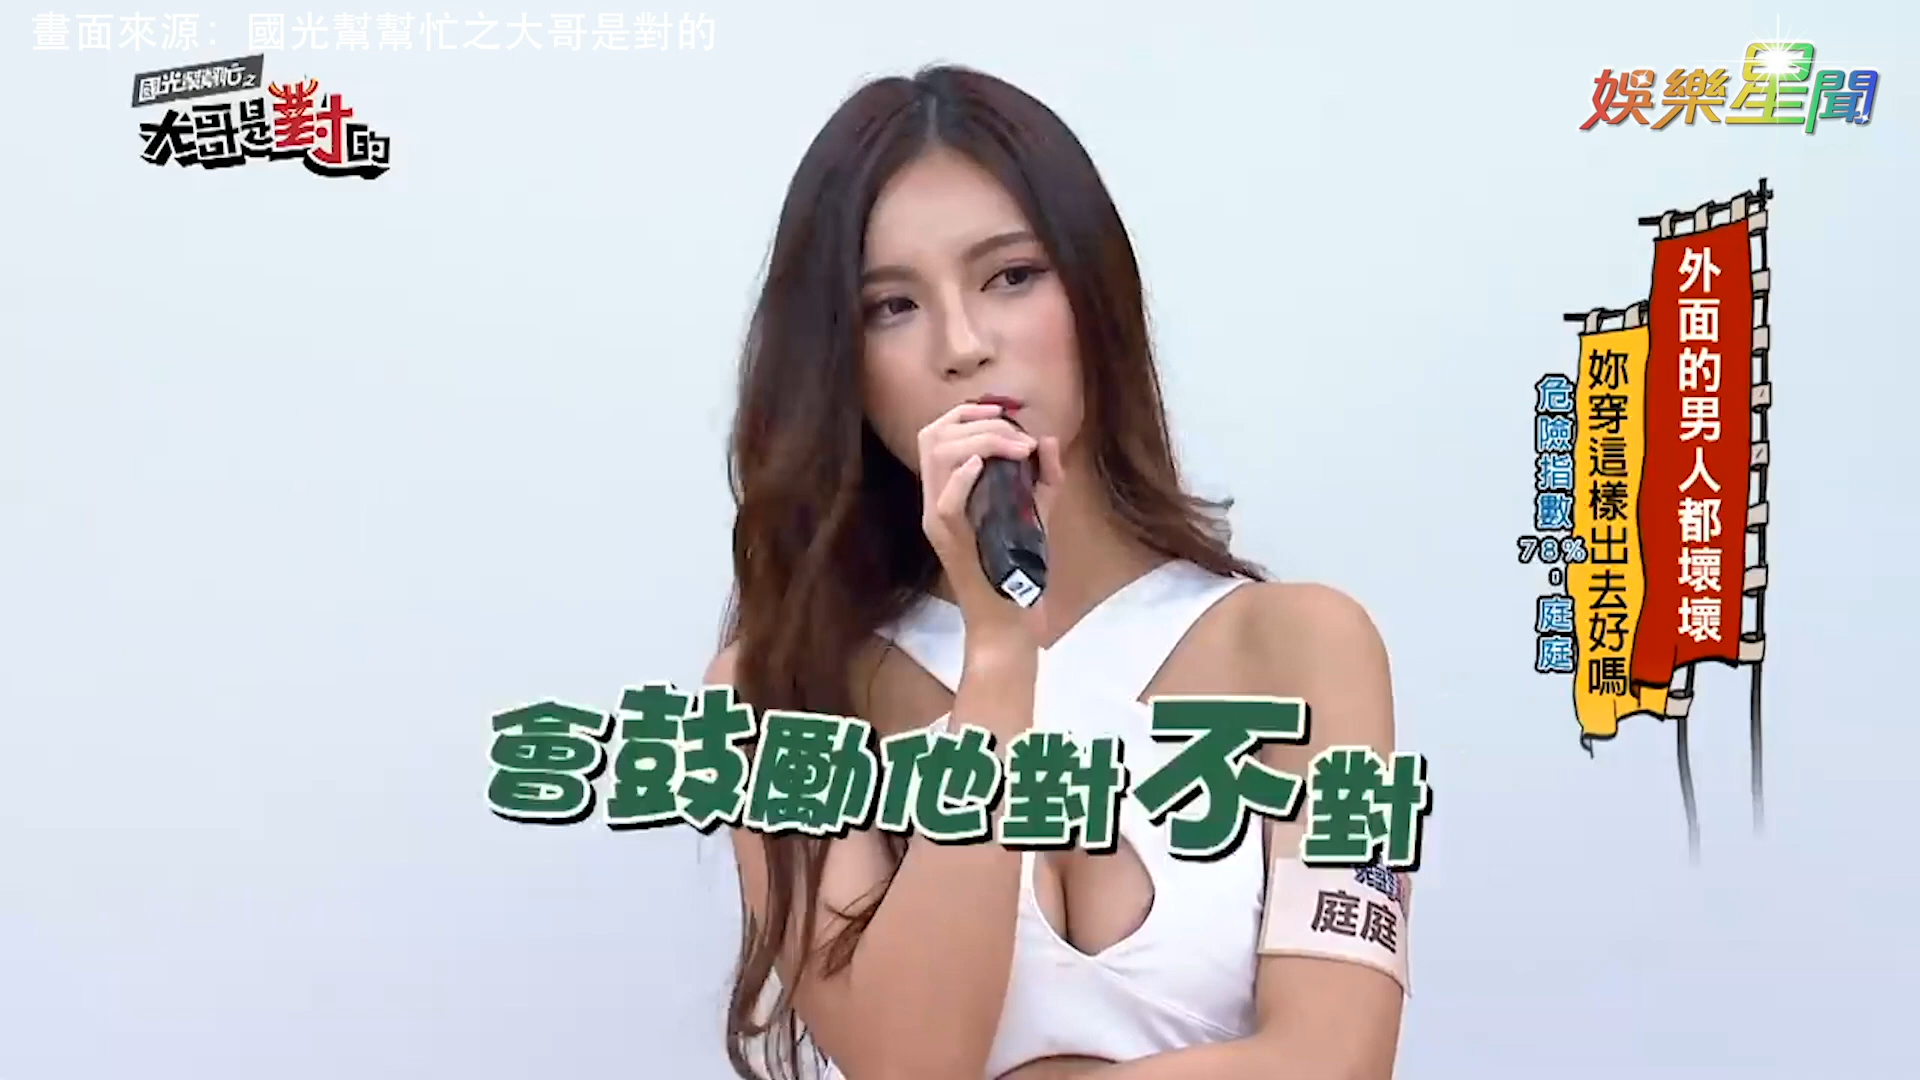 畫面來源：國光幫幫忙之大哥是對的
國光幫幫忙之
大哥是對的
娛樂星聞
外面的男人都壞壞
妳穿這樣出去好嗎
危險指數78%．庭庭
會鼓勵他對不對
庭庭